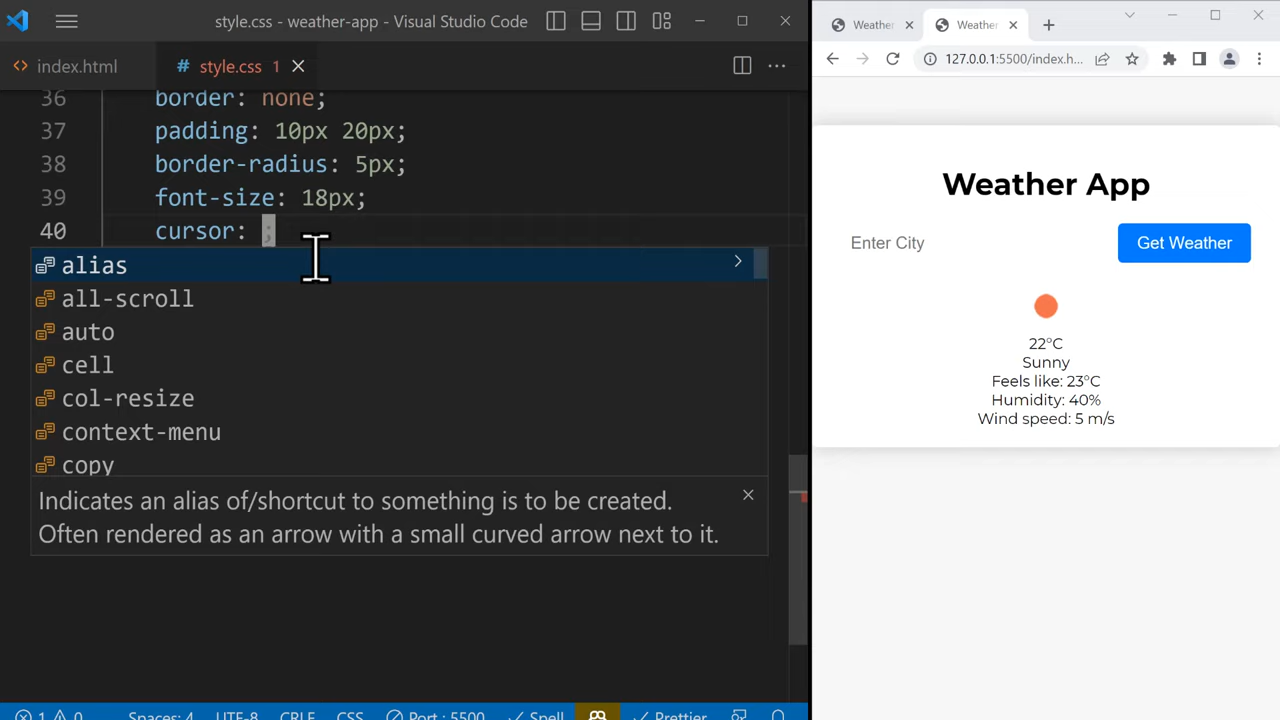 style.css - weather-app - Visual Studio Code
index.html
style.css 1
36 border: none;
37 padding: 10px 20px;
38 border-radius: 5px;
39 font-size: 18px;
40 cursor: ;
alias
all-scroll
auto
cell
col-resize
context-menu
copy
Indicates an alias of/shortcut to something is to be created.
Often rendered as an arrow with a small curved arrow next to it.
1 0 Spaces: 4 UTF-8 CRLF CSS Port : 5500 Spell Prettier
Weather
Weather
127.0.0.1:5500/index.h...
Weather App
Enter City
Get Weather
22°C
Sunny
Feels like: 23°C
Humidity: 40%
Wind speed: 5 m/s